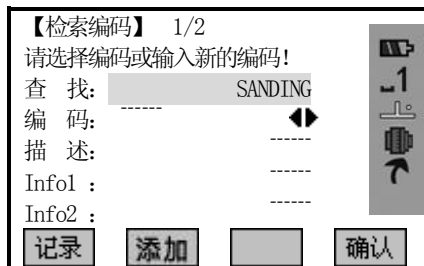 【检索编码】 1/2
请选择编码或输入新的编码!
查 找: SANDING
编 码: ------
描 述: ------
Info1 : ------
Info2 : ------
记录 添加 确认
1